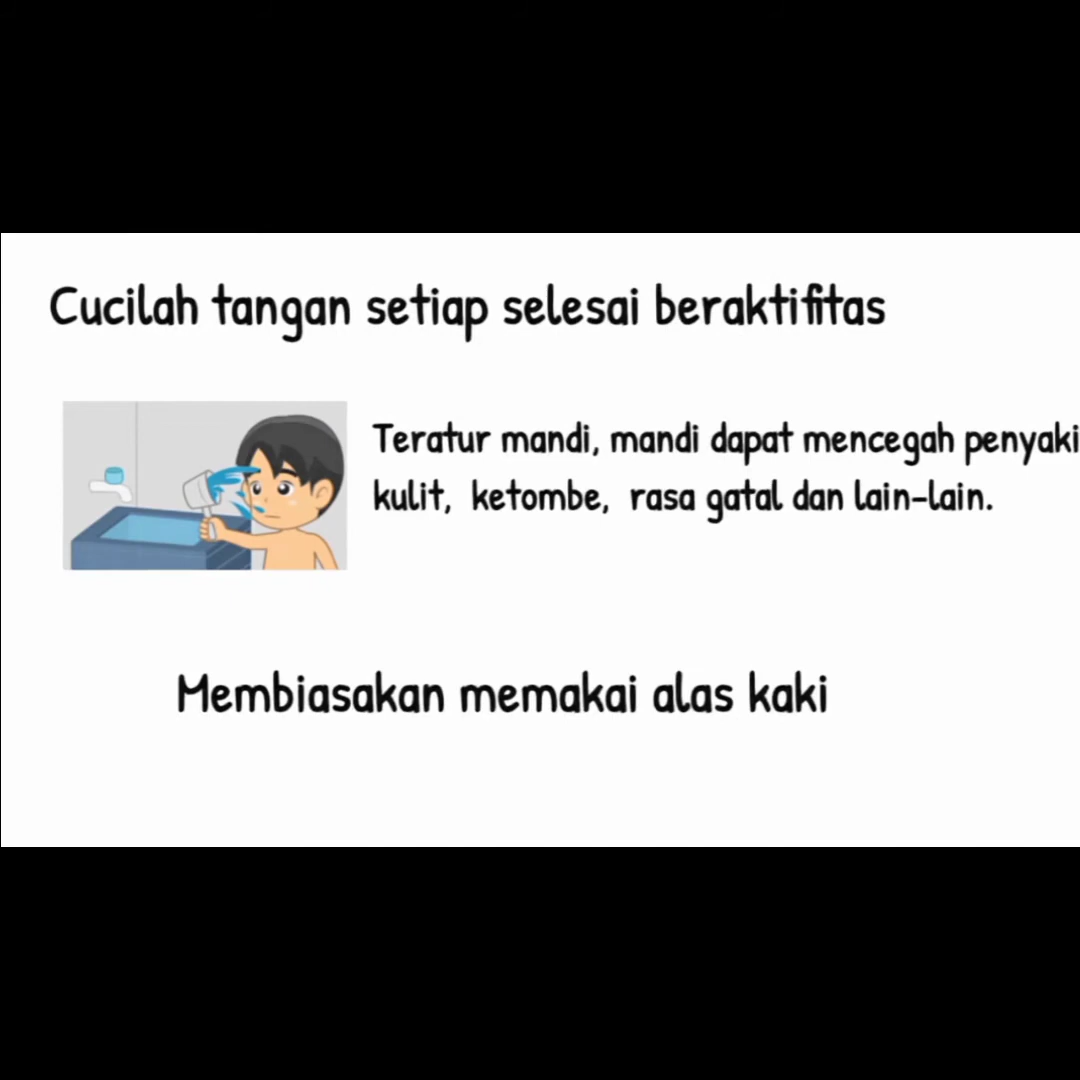 Cucilah tangan setiap selesai beraktifitas
Teratur mandi, mandi dapat mencegah penyaki
kulit, ketombe, rasa gatal dan lain-lain.
Membiasakan memakai alas kaki